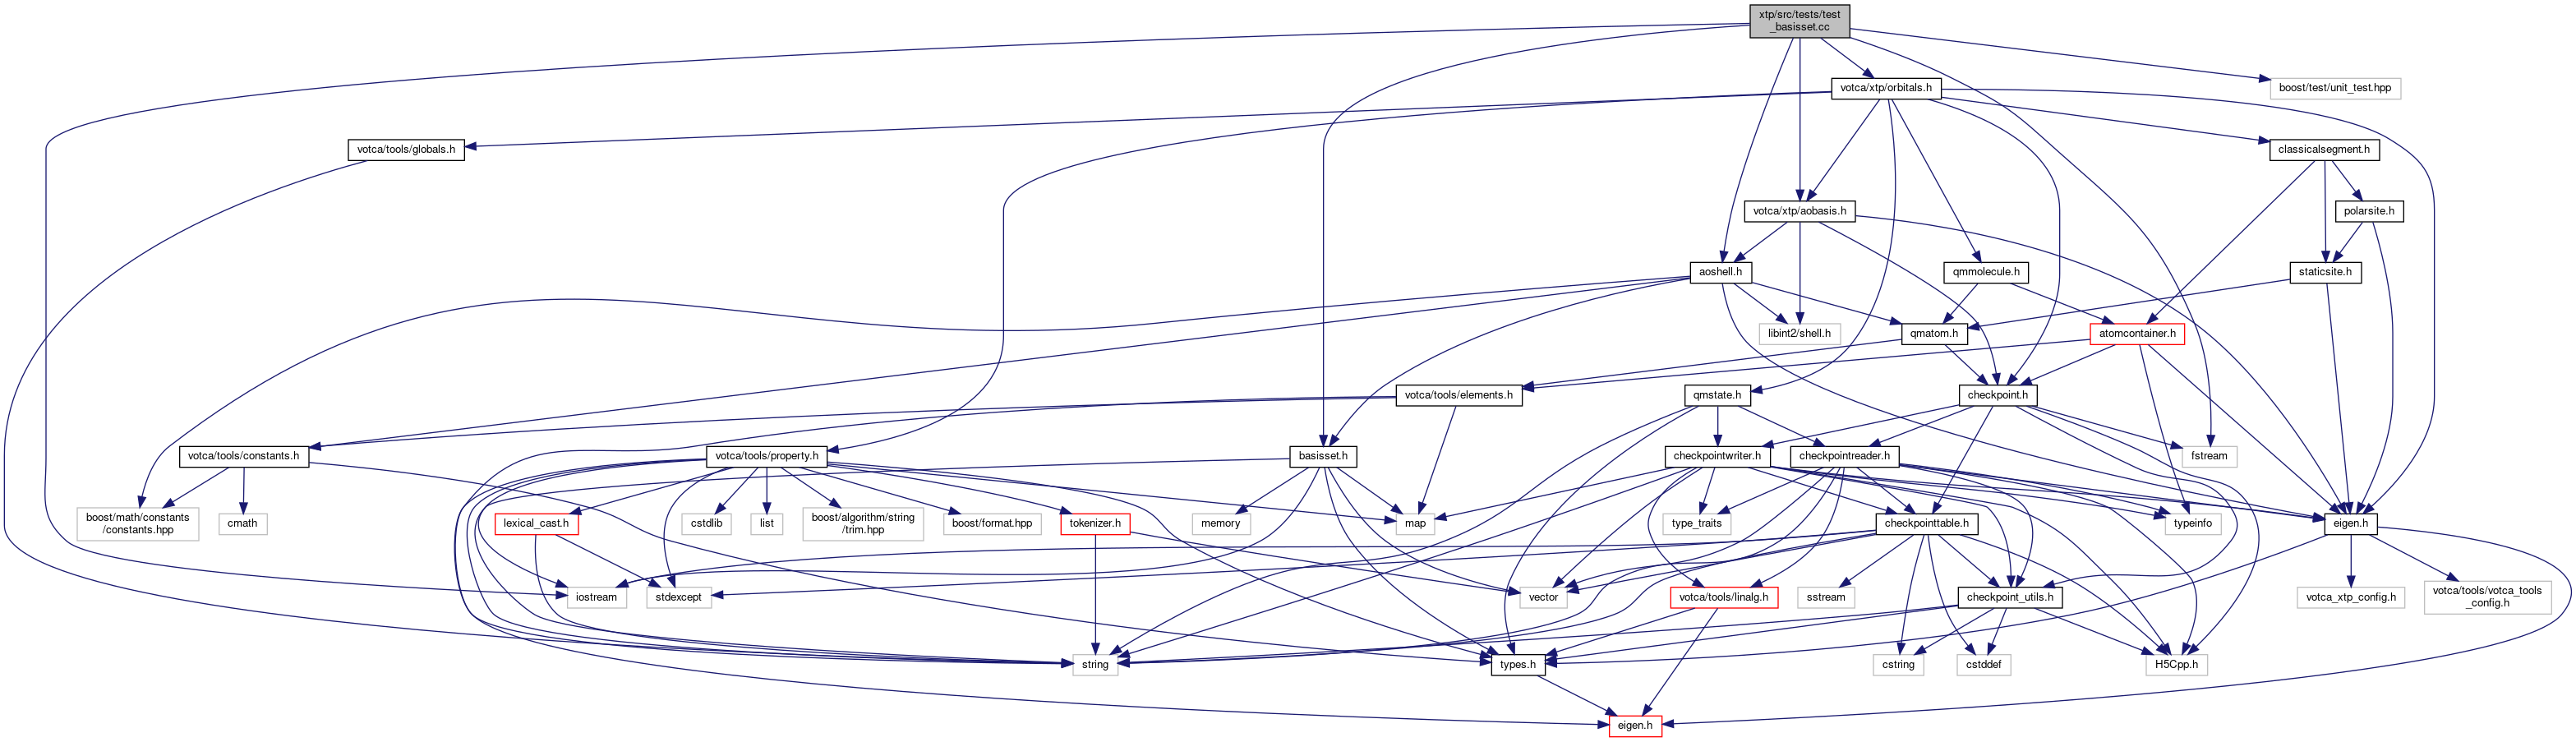 xtp/src/tests/test
_basisset.cc
votca/xtp/orbitals.h
boost/test/unit_test.hpp
votca/tools/globals.h
classicalsegment.h
votca/xtp/aobasis.h
polarsite.h
aoshell.h
qmmolecule.h
staticsite.h
libint2/shell.h
qmatom.h
atomcontainer.h
votca/tools/elements.h
qmstate.h
checkpoint.h
votca/tools/constants.h
votca/tools/property.h
basisset.h
checkpointwriter.h
checkpointreader.h
fstream
boost/math/constants
/constants.hpp
cmath
lexical_cast.h
cstdlib
list
boost/algorithm/string
/trim.hpp
boost/format.hpp
tokenizer.h
memory
map
type_traits
checkpointtable.h
typeinfo
eigen.h
iostream
stdexcept
vector
votca/tools/linalg.h
sstream
checkpoint_utils.h
votca_xtp_config.h
votca/tools/votca_tools
_config.h
string
types.h
cstring
cstddef
H5Cpp.h
eigen.h